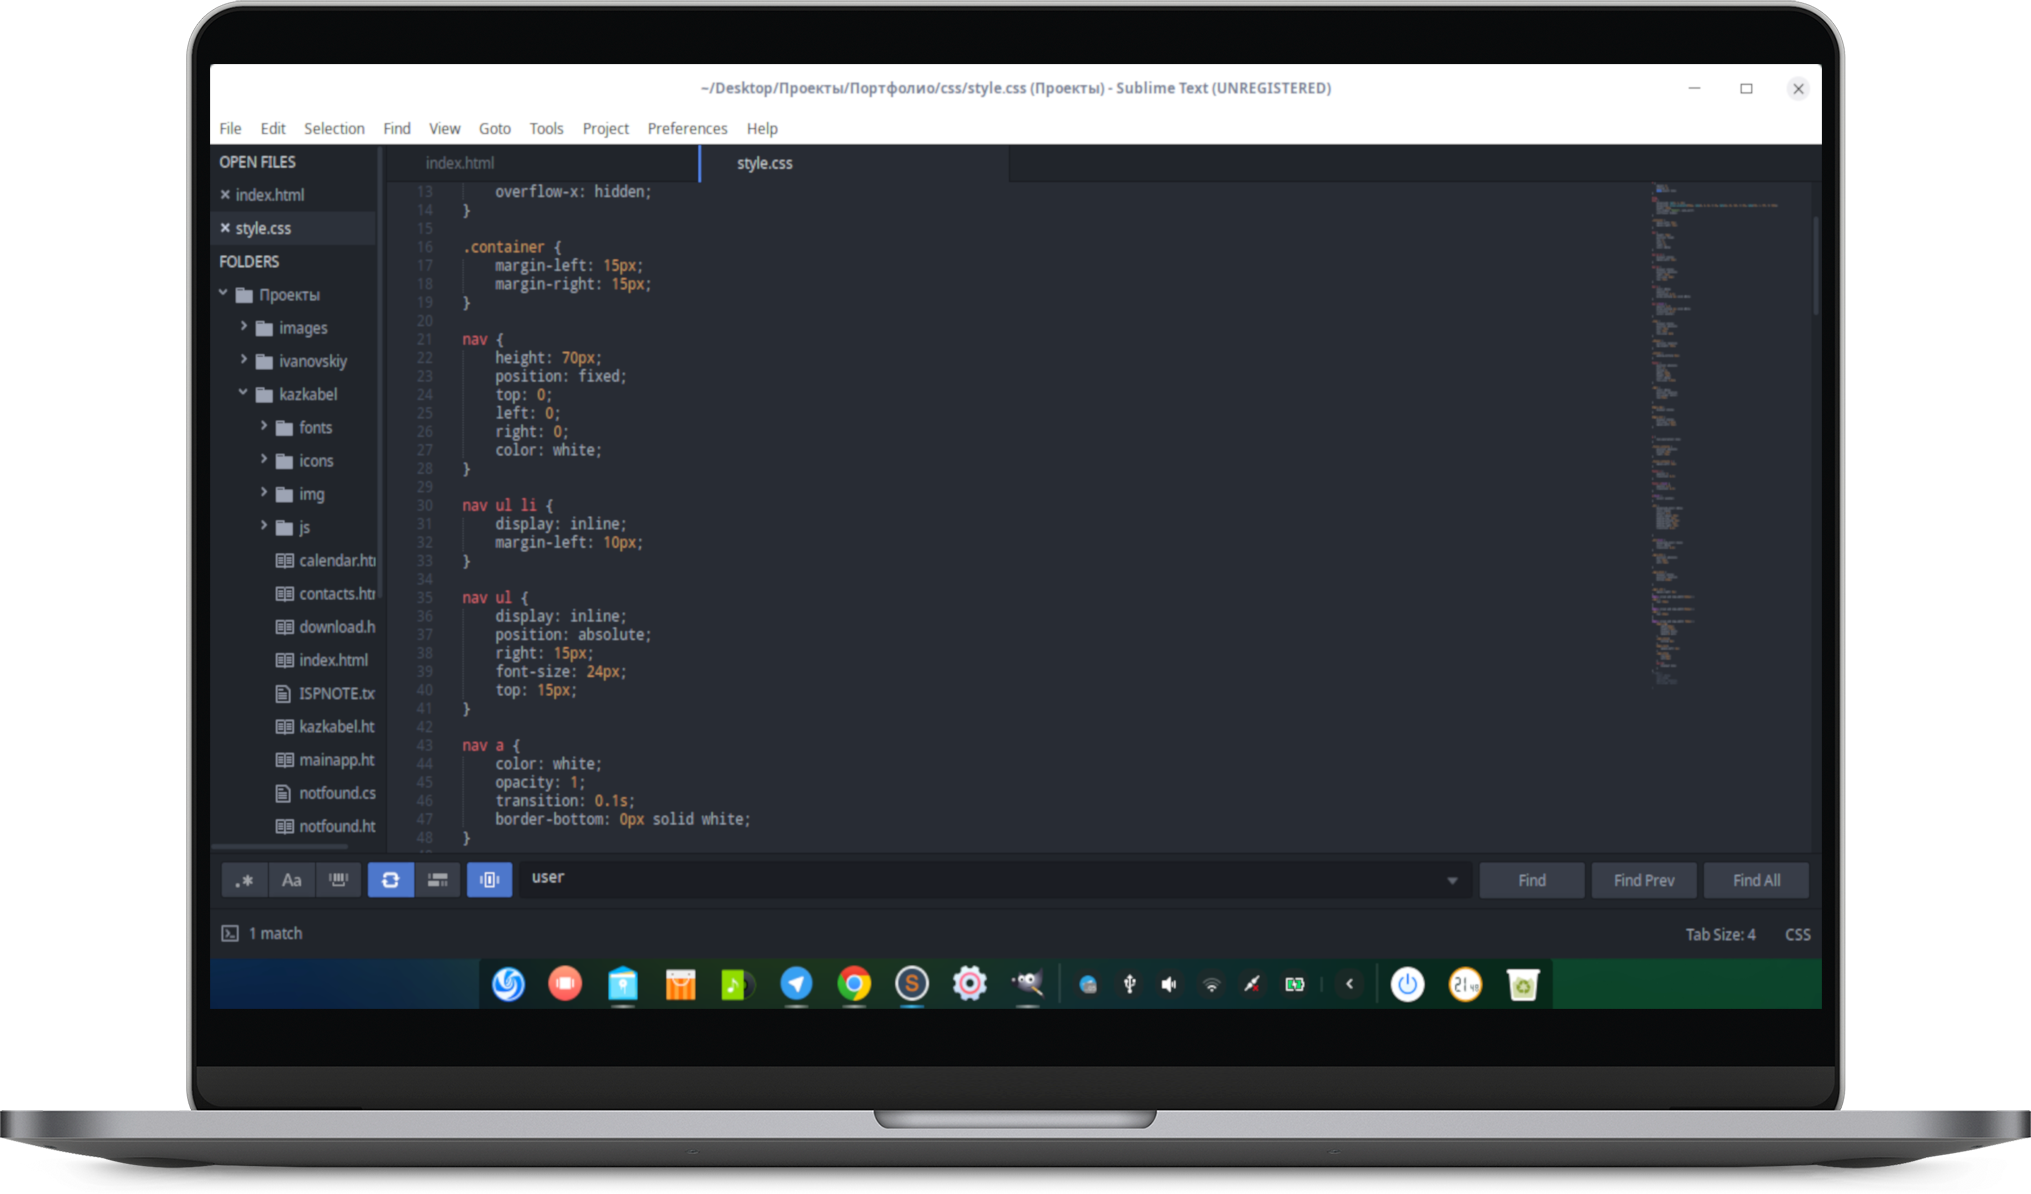 ~/Desktop/Проекты/Портфолио/css/style.css (Проекты) - Sublime Text (UNREGISTERED)
File Edit Selection Find View Goto Tools Project Preferences Help
OPEN FILES
index.html
style.css
FOLDERS
Проекты
images
ivanovskiy
kazkabel
fonts
icons
img
js
calendar.htm
contacts.htm
download.h
index.html
ISPNOTE.tx
kazkabel.ht
mainapp.ht
notfound.cs
notfound.ht
index.html style.css
13 overflow-x: hidden;
14 }
15
16 .container {
17 margin-left: 15px;
18 margin-right: 15px;
19 }
20
21 nav {
22 height: 70px;
23 position: fixed;
24 top: 0;
25 left: 0;
26 right: 0;
27 color: white;
28 }
29
30 nav ul li {
31 display: inline;
32 margin-left: 10px;
33 }
34
35 nav ul {
36 display: inline;
37 position: absolute;
38 right: 15px;
39 font-size: 24px;
40 top: 15px;
41 }
42
43 nav a {
44 color: white;
45 opacity: 1;
46 transition: 0.1s;
47 border-bottom: 0px solid white;
48 }
.* Aa user Find Find Prev Find All
1 match Tab Size: 4 CSS
S 21 40